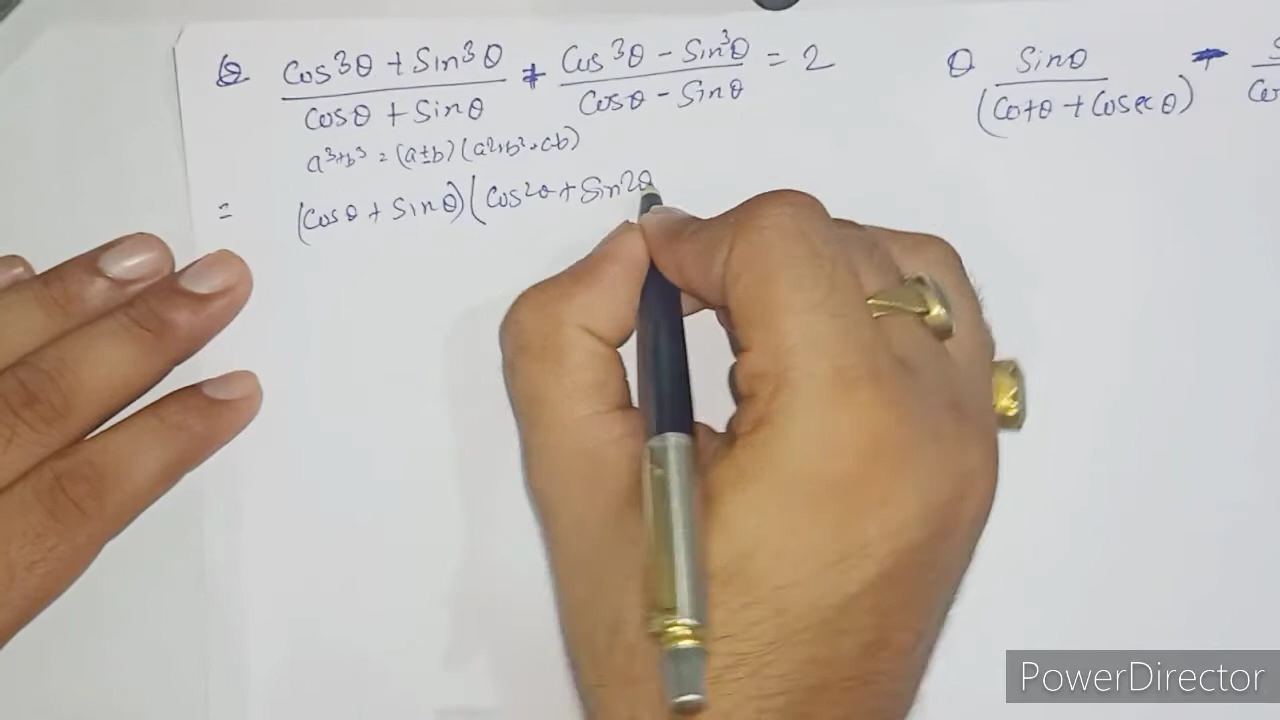 Q (Cos³θ + Sin³θ)/(Cosθ + Sinθ) + (Cos³θ - Sin³θ)/(Cosθ - Sinθ) = 2
a³+b³ = (a±b)(a²+b²∓ab)
= (Cosθ + Sinθ)(Cos²θ + Sin²θ
Q Sinθ/(Cotθ + Cosecθ)
PowerDirector